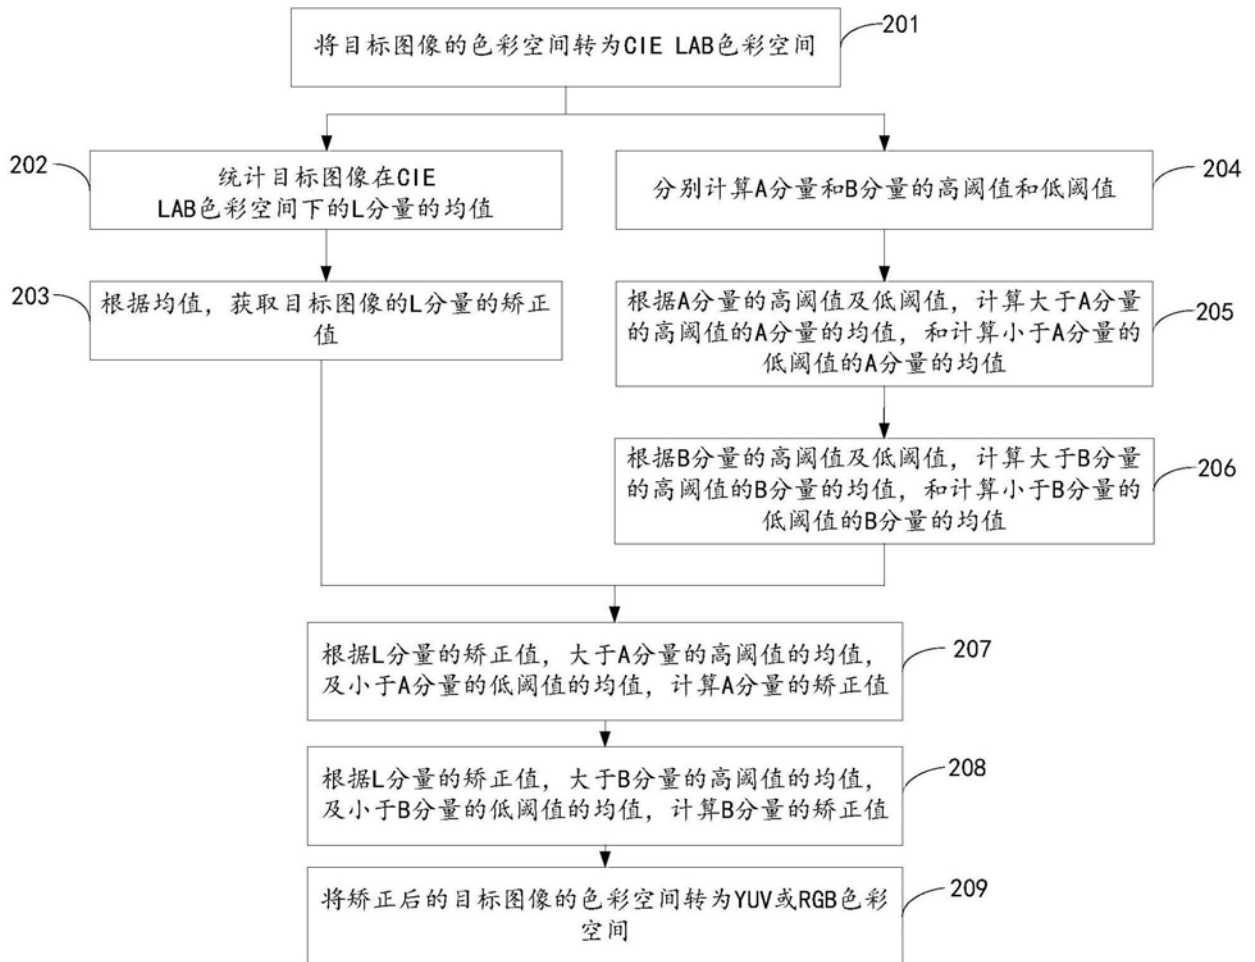 将目标图像的色彩空间转为CIE LAB色彩空间
201
202
统计目标图像在CIE
LAB色彩空间下的L分量的均值
分别计算A分量和B分量的高阈值和低阈值
204
203
根据均值，获取目标图像的L分量的矫正
值
根据A分量的高阈值及低阈值，计算大于A分量
的高阈值的A分量的均值，和计算小于A分量的
低阈值的A分量的均值
205
根据B分量的高阈值及低阈值，计算大于B分量
的高阈值的B分量的均值，和计算小于B分量的
低阈值的B分量的均值
206
根据L分量的矫正值，大于A分量的高阈值的均值，
及小于A分量的低阈值的均值，计算A分量的矫正值
207
根据L分量的矫正值，大于B分量的高阈值的均值，
及小于B分量的低阈值的均值，计算B分量的矫正值
208
将矫正后的目标图像的色彩空间转为YUV或RGB色彩
空间
209